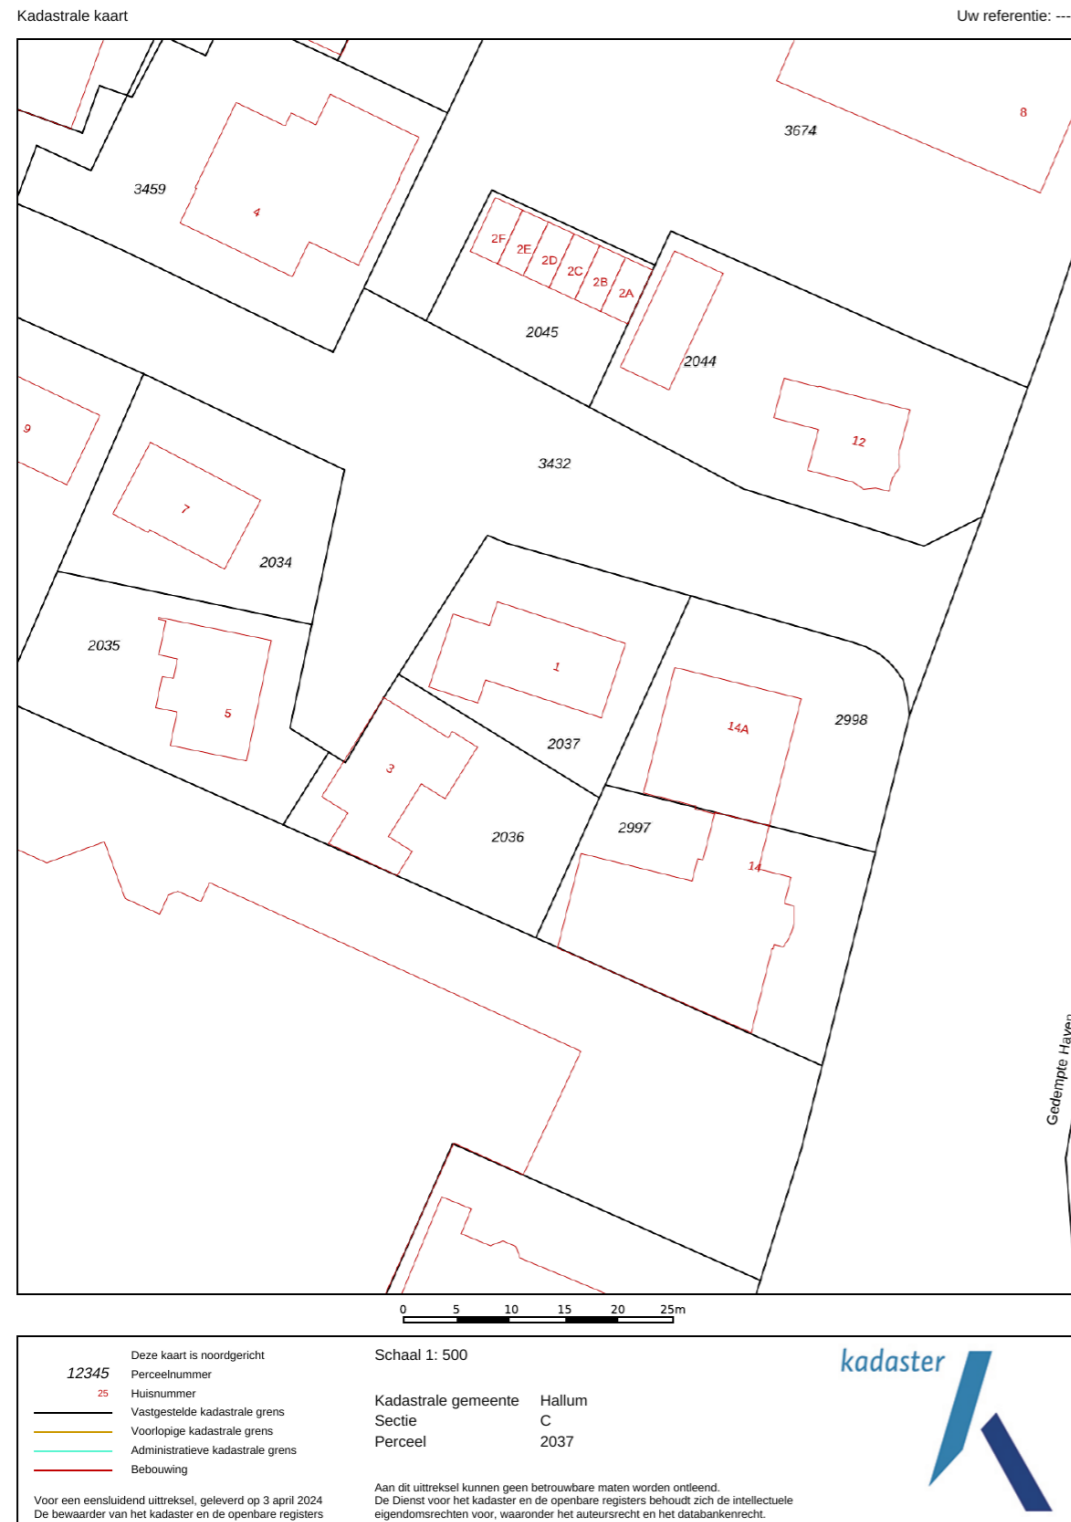 Kadastrale kaart
Uw referentie: ---
8
3674
3459
4
2F
2E
2D
2C
2B
2A
2045
2044
9
12
3432
7
2034
2035
1
5
14A
2998
2037
3
2997
2036
14
Gedempte Haven
0 5 10 15 20 25m
Deze kaart is noordgericht
12345 Perceelnummer
25 Huisnummer
Vastgestelde kadastrale grens
Voorlopige kadastrale grens
Administratieve kadastrale grens
Bebouwing
Voor een eensluidend uittreksel, geleverd op 3 april 2024
De bewaarder van het kadaster en de openbare registers
Schaal 1: 500
Kadastrale gemeente Hallum
Sectie C
Perceel 2037
Aan dit uittreksel kunnen geen betrouwbare maten worden ontleend.
De Dienst voor het kadaster en de openbare registers behoudt zich de intellectuele
eigendomsrechten voor, waaronder het auteursrecht en het databankenrecht.
kadaster